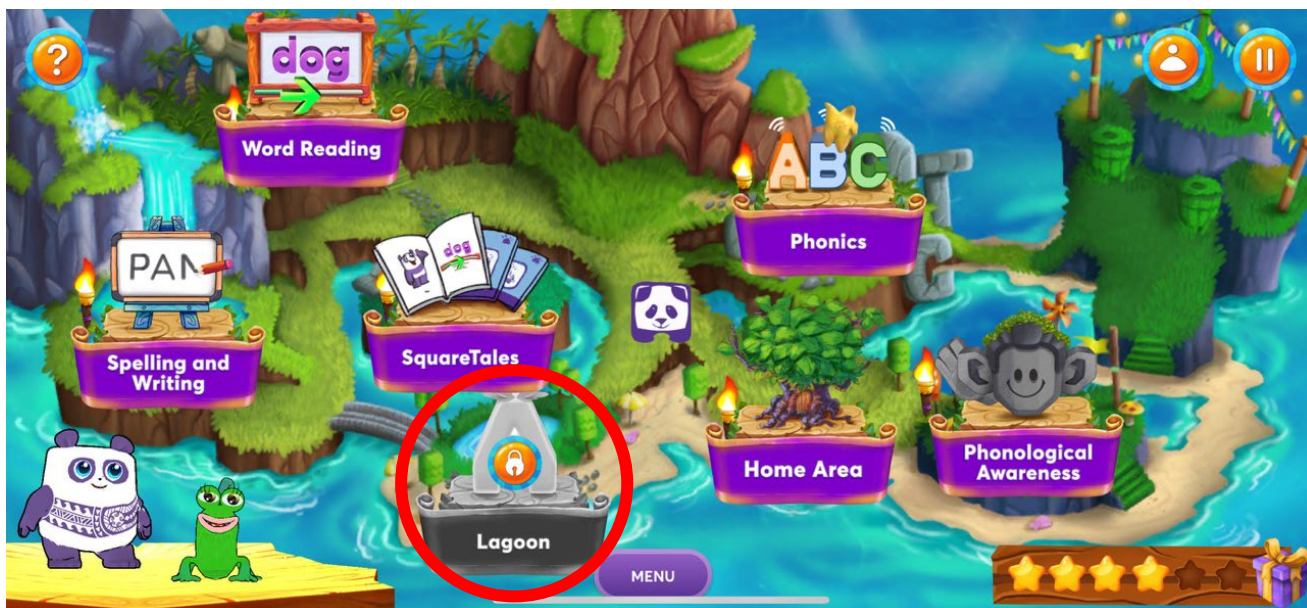 ?
dog
Word Reading
ABC
Phonics
PAN
dog
SquareTales
Spelling and
Writing
Home Area
Phonological
Awareness
Lagoon
MENU